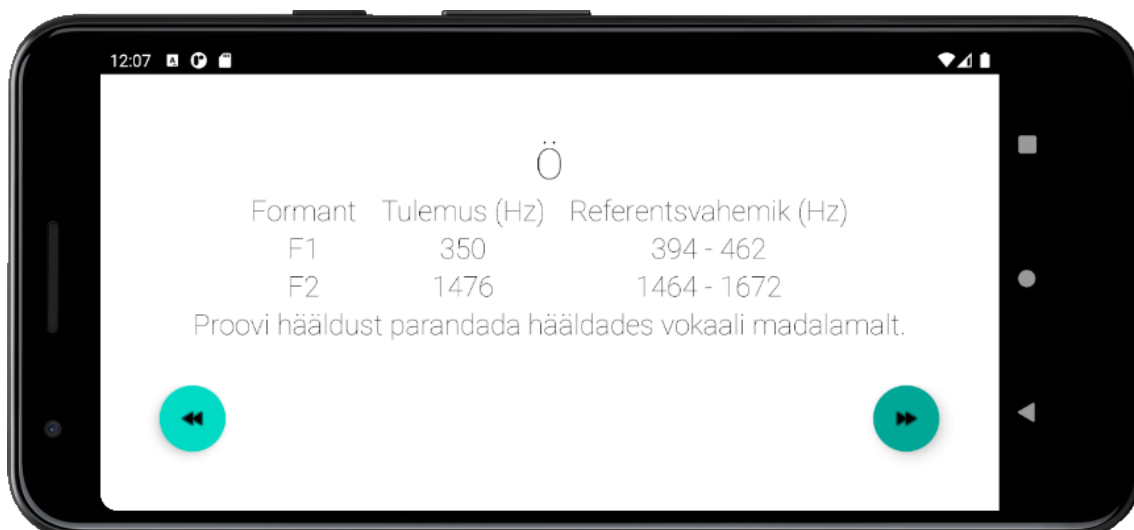 12:07
Ö
Formant Tulemus (Hz) Referentsvahemik (Hz)
F1 350 394 - 462
F2 1476 1464 - 1672
Proovi hääldust parandada hääldades vokaali madalamalt.